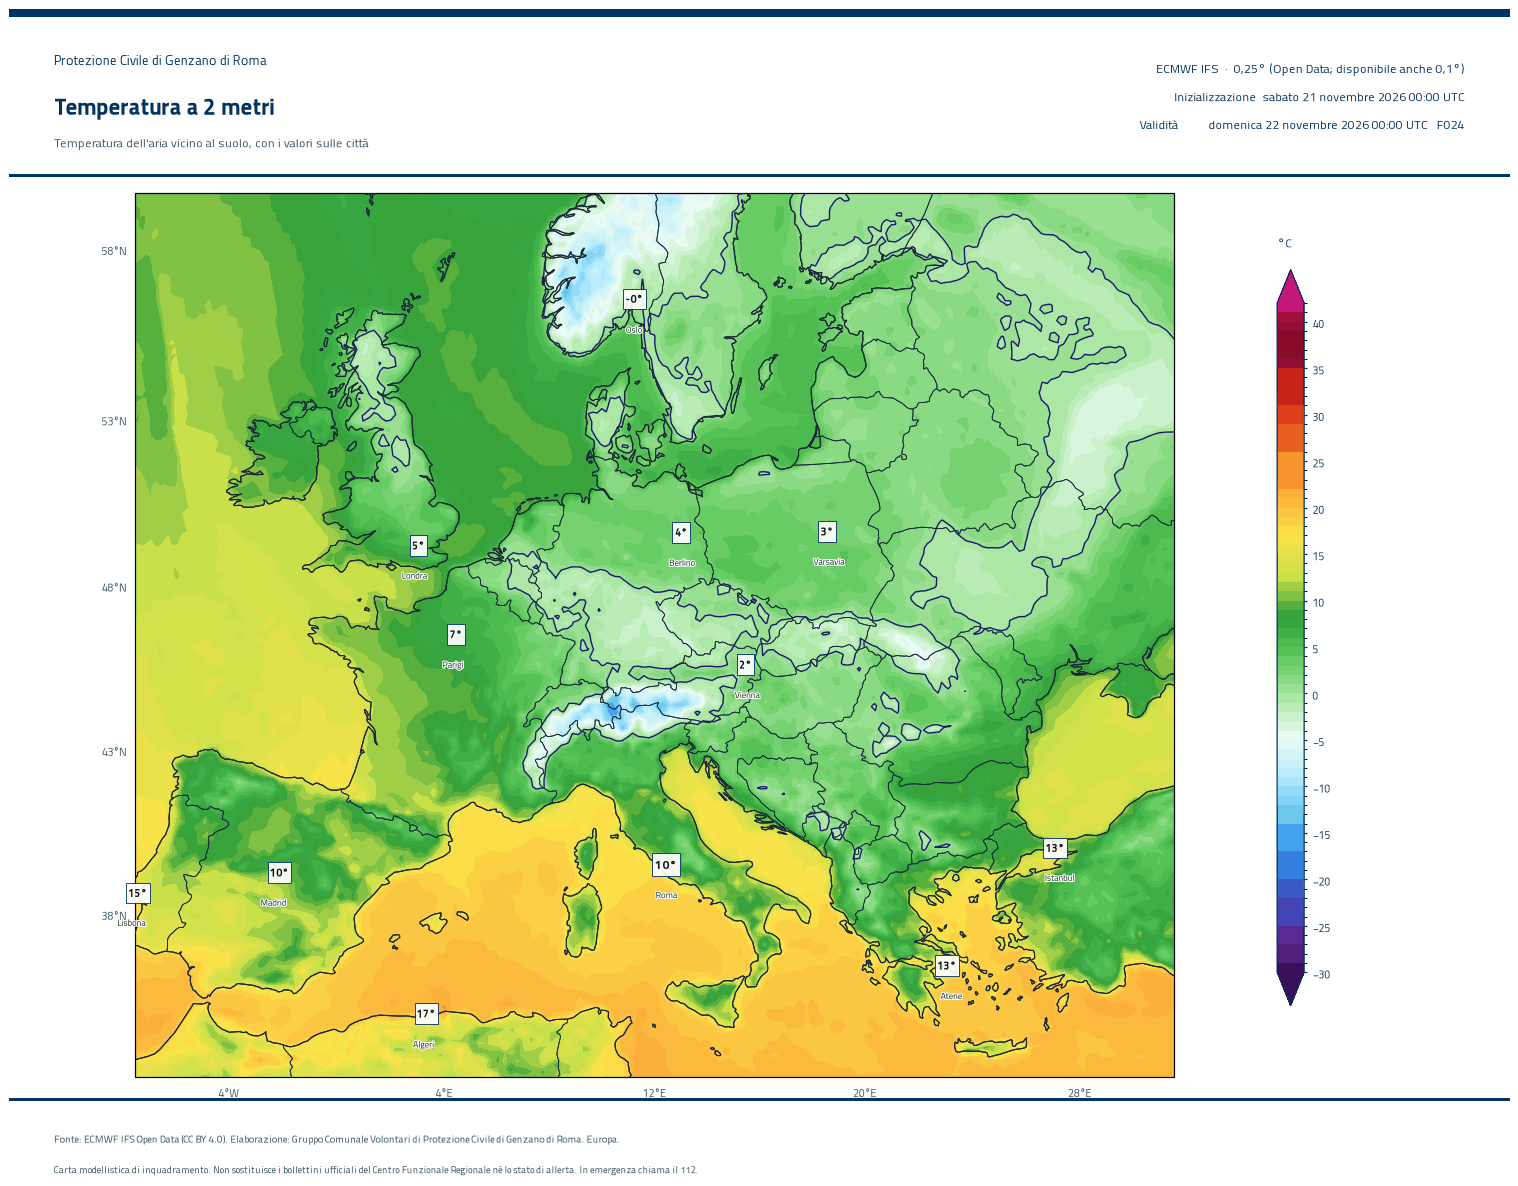 Protezione Civile di Genzano di Roma
Temperatura a 2 metri
Temperatura dell'aria vicino al suolo, con i valori sulle città
ECMWF IFS · 0,25° (Open Data; disponibile anche 0,1°)
Inizializzazione sabato 21 novembre 2026 00:00 UTC
Validità domenica 22 novembre 2026 00:00 UTC F024
58°N
53°N
48°N
43°N
38°N
-0°
Oslo
5°
Londra
4°
Berlino
3°
Varsavia
7°
Parigi
2°
Vienna
10°
Madrid
15°
Lisbona
10°
Roma
13°
Istanbul
13°
Atene
17°
Algeri
4°W
4°E
12°E
20°E
28°E
°C
40
35
30
25
20
15
10
5
0
−5
−10
−15
−20
−25
−30
Fonte: ECMWF IFS Open Data (CC BY 4.0). Elaborazione: Gruppo Comunale Volontari di Protezione Civile di Genzano di Roma. Europa.
Carta modellistica di inquadramento. Non sostituisce i bollettini ufficiali del Centro Funzionale Regionale né lo stato di allerta. In emergenza chiama il 112.